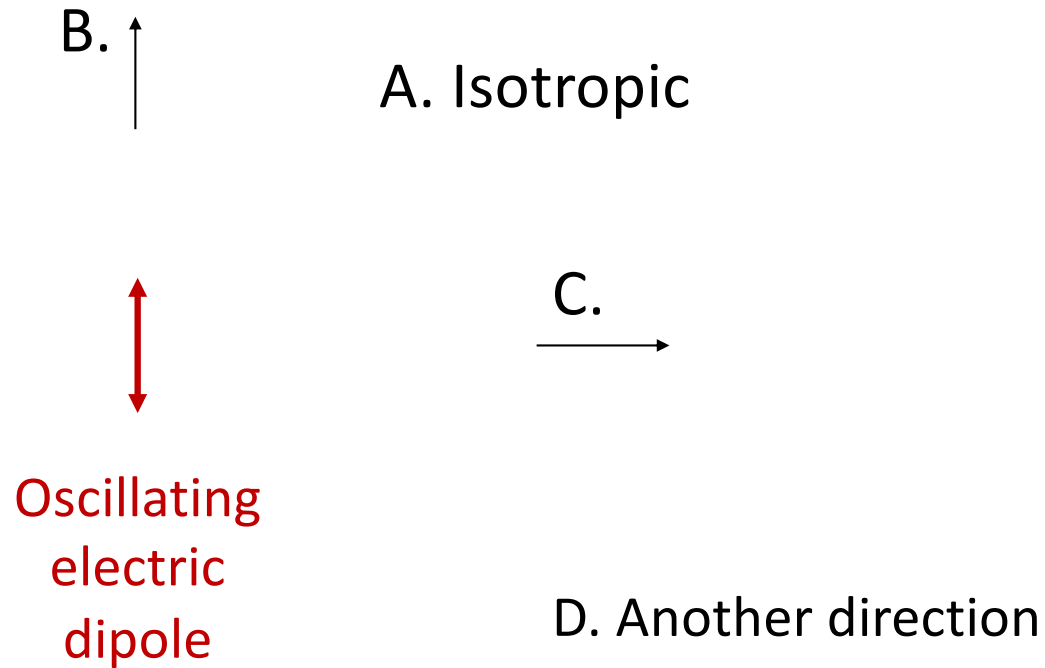 B.
A. Isotropic
C.
Oscillating
electric
dipole
D. Another direction